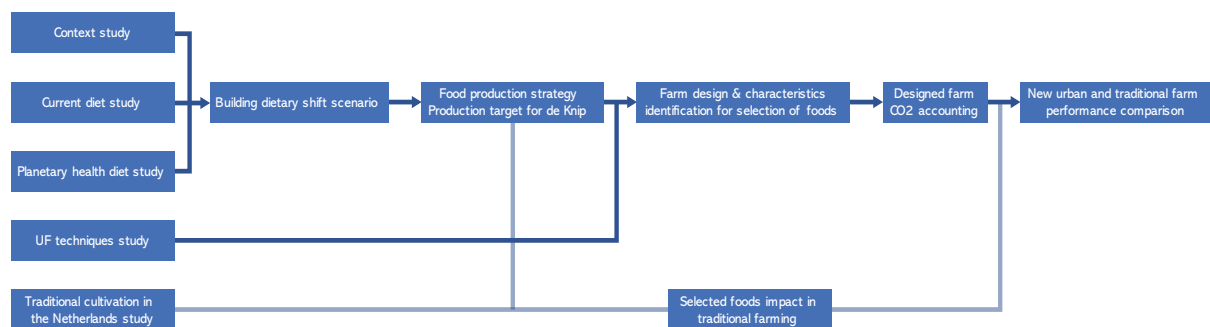 Context study
Current diet study
Planetary health diet study
UF techniques study
Traditional cultivation in
the Netherlands study
Building dietary shift scenario
Food production strategy
Production target for de Knip
Farm design & characteristics
identification for selection of foods
Designed farm
CO2 accounting
New urban and traditional farm
performance comparison
Selected foods impact in
traditional farming